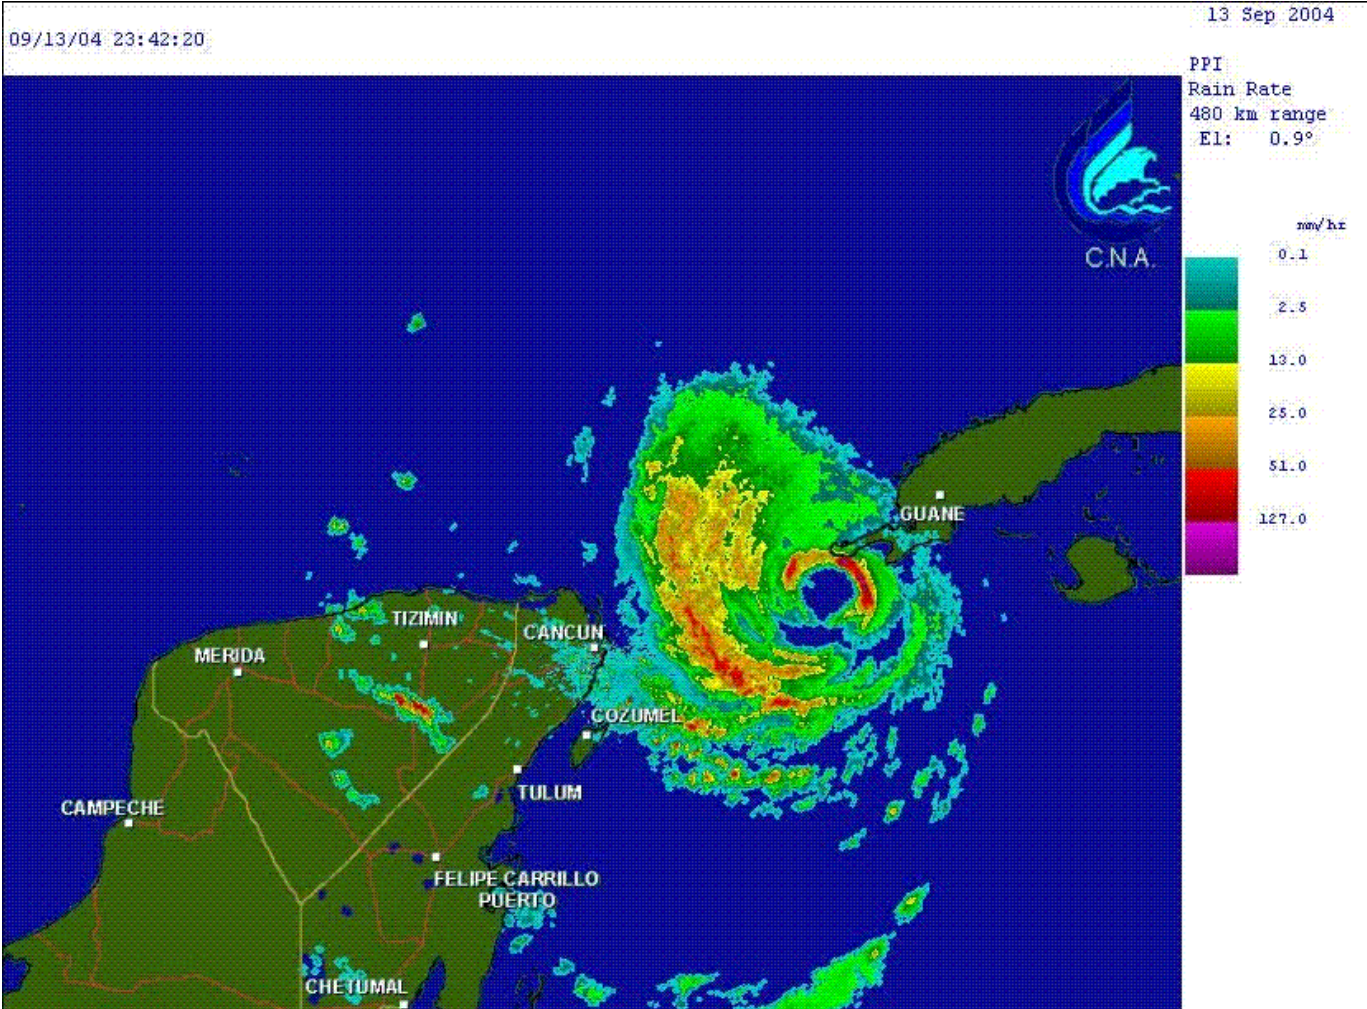 13 Sep 2004
09/13/04 23:42:20
PPI
Rain Rate
480 km range
El: 0.9°
mm/hr
0.1
2.5
13.0
25.0
51.0
127.0
C.N.A.
GUANE
TIZIMIN
CANCUN
MERIDA
COZUMEL
TULUM
CAMPECHE
FELIPE CARRILLO
PUERTO
CHETUMAL